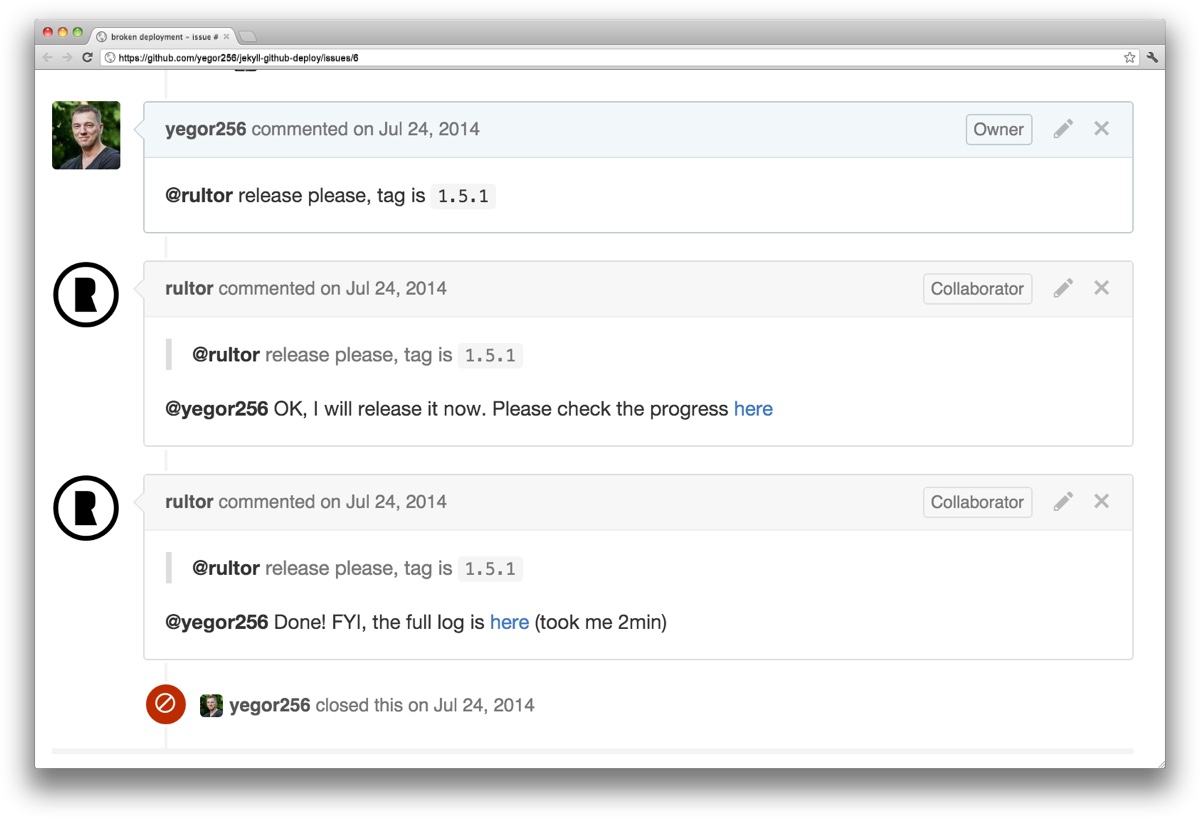 broken deployment – issue #
https://github.com/yegor256/jekyll-github-deploy/issues/6
yegor256 commented on Jul 24, 2014 Owner
@rultor release please, tag is 1.5.1
R
rultor commented on Jul 24, 2014 Collaborator
@rultor release please, tag is 1.5.1
@yegor256 OK, I will release it now. Please check the progress here
R
rultor commented on Jul 24, 2014 Collaborator
@rultor release please, tag is 1.5.1
@yegor256 Done! FYI, the full log is here (took me 2min)
yegor256 closed this on Jul 24, 2014